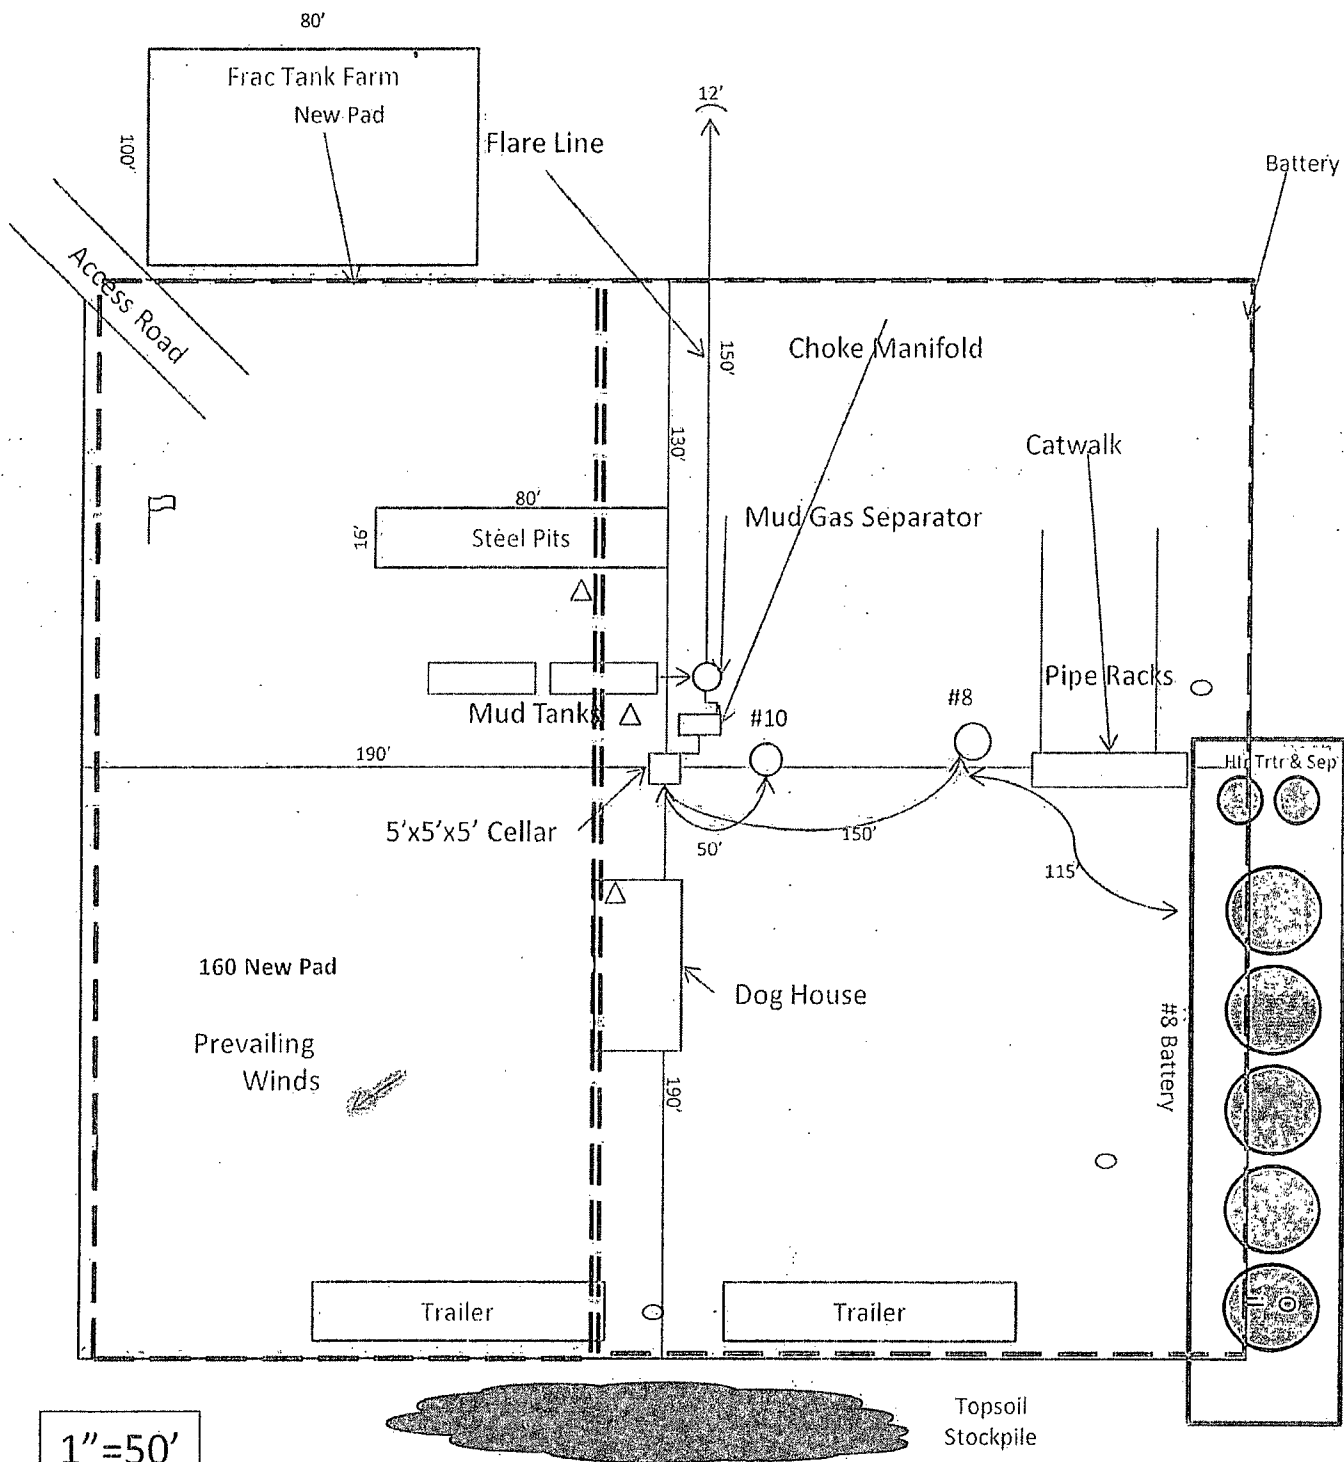 80'
Frac Tank Farm
New Pad
100'
12'
Flare Line
Battery
Access Road
150'
Choke Manifold
130'
Catwalk
80'
16'
Steel Pits
Mud Gas Separator
Pipe Racks
Mud Tanks
#10
#8
190'
Htr Trtr & Sep
5'x5'x5' Cellar
50'
150'
115'
160 New Pad
Dog House
#8 Battery
Prevailing
Winds
190'
Trailer
Trailer
Topsoil
Stockpile
1"=50'